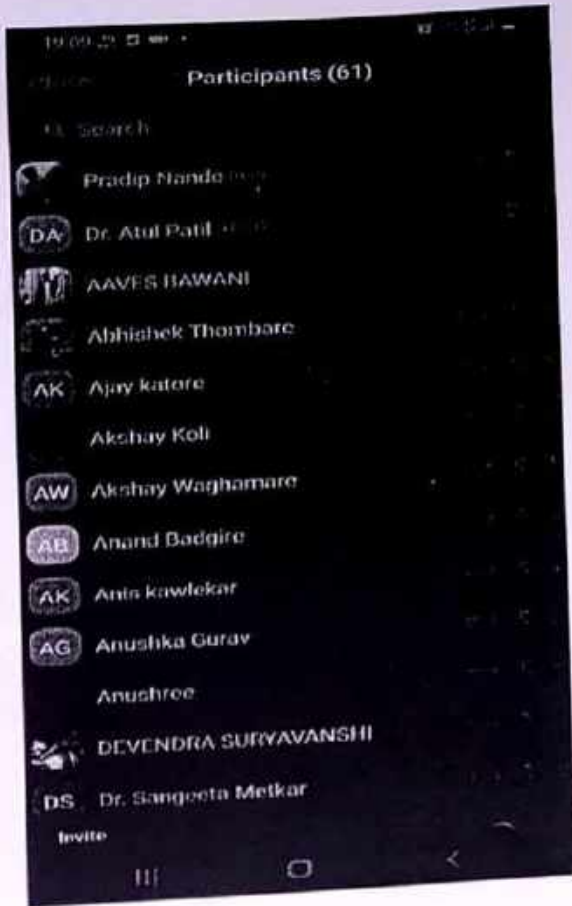 19:09
Participants (61)
Search
Pradip Nande
DA Dr. Atul Patil
AAVES BAWANI
Abhishek Thombare
AK Ajay katore
Akshay Koli
AW Akshay Waghamare
AB Anand Badgire
AK Anis kawlekar
AG Anushka Gurav
Anushree
DEVENDRA SURYAVANSHI
DS Dr. Sangeeta Metkar
Invite